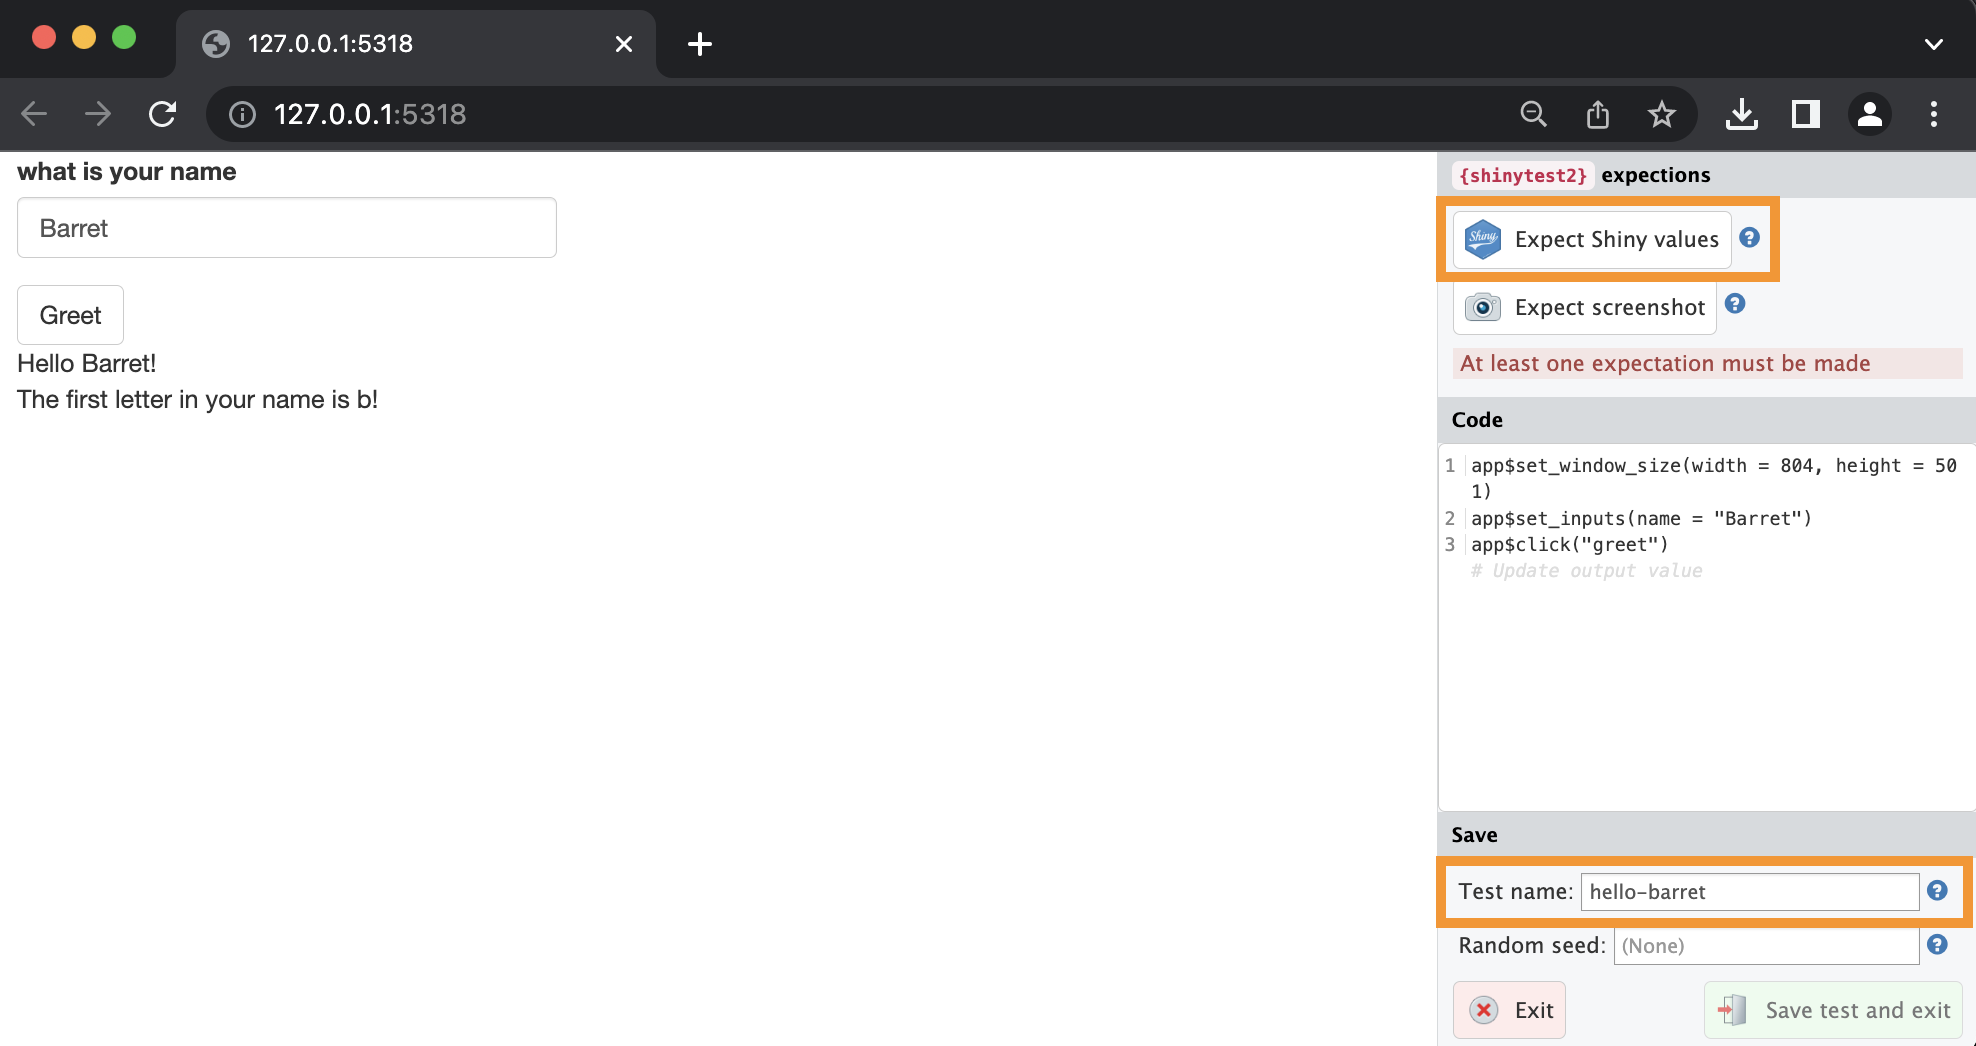 127.0.0.1:5318
127.0.0.1:5318
what is your name
Barret
Greet
Hello Barret!
The first letter in your name is b!
{shinytest2} expections
Shiny Expect Shiny values ?
Expect screenshot ?
At least one expectation must be made
Code
1 app$set_window_size(width = 804, height = 50
1)
2 app$set_inputs(name = "Barret")
3 app$click("greet")
# Update output value
Save
Test name: hello-barret ?
Random seed: (None) ?
Exit Save test and exit